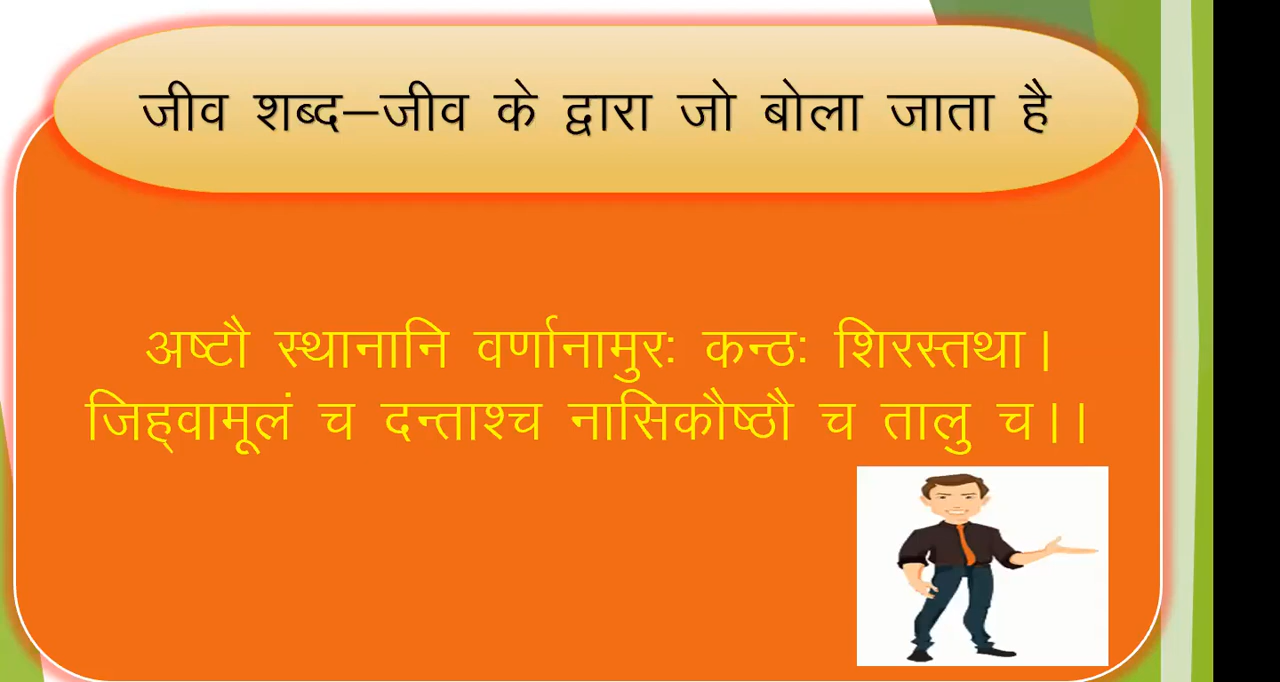 जीव शब्द–जीव के द्वारा जो बोला जाता है
अष्टौ स्थानानि वर्णानामुरः कन्ठः शिरस्तथा।
जिह्वामूलं च दन्ताश्च नासिकौष्ठौ च तालु च।।